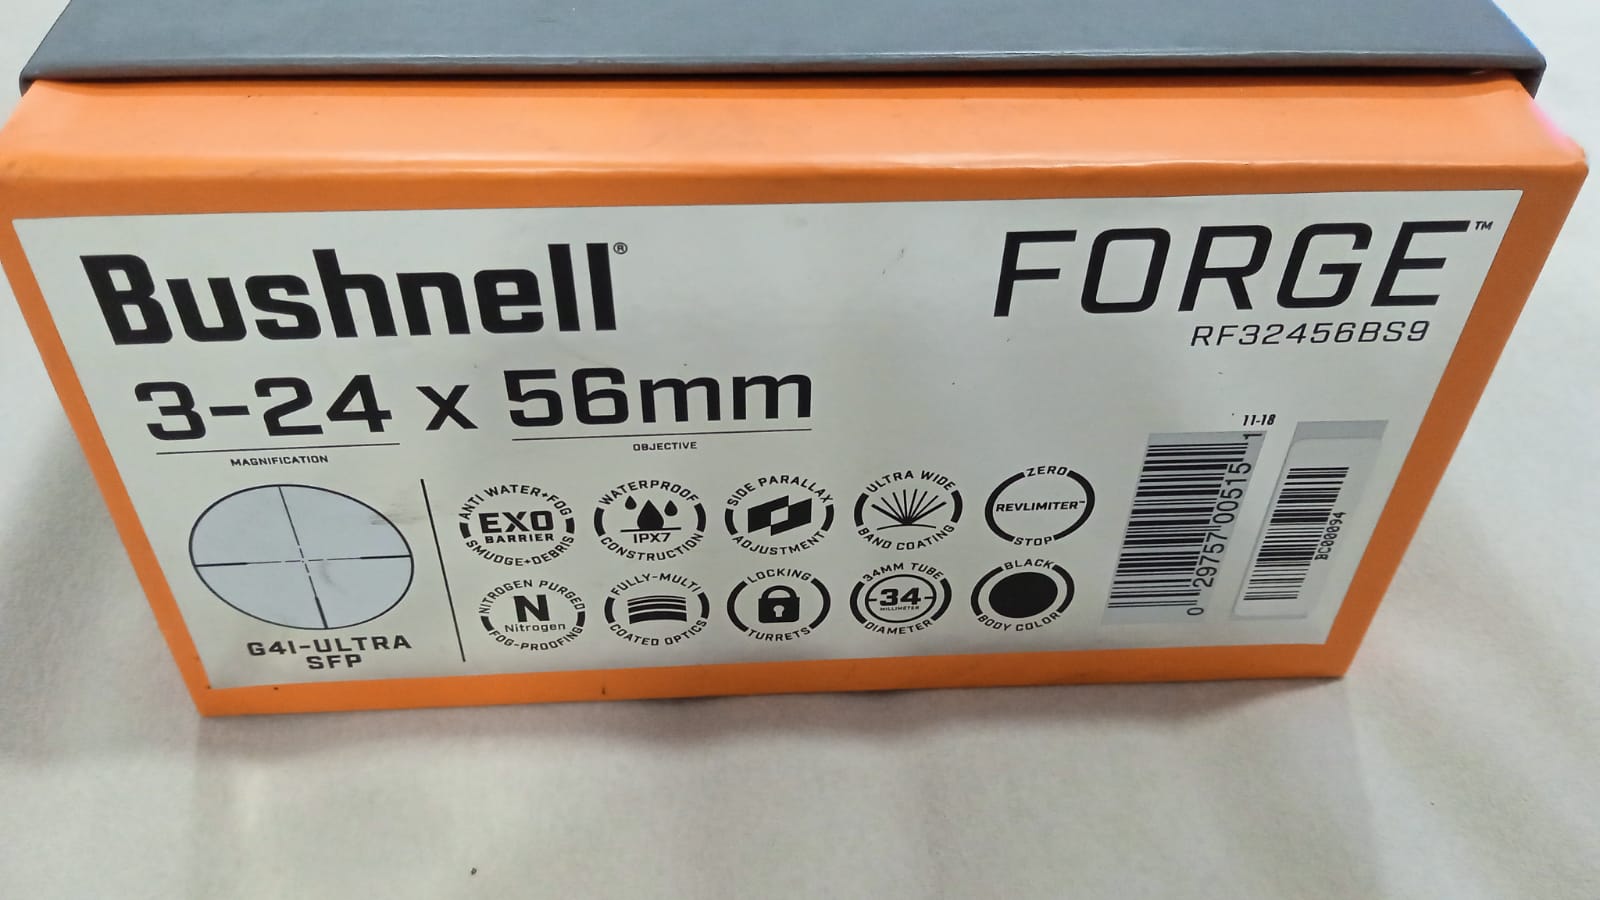 Bushnell®
FORGE™
RF32456BS9
3-24 x 56mm
MAGNIFICATION
OBJECTIVE
G4I-ULTRA
SFP
ANTI WATER+FOG
EXO
BARRIER
SMUDGE+DEBRIS
WATERPROOF
IPX7
CONSTRUCTION
SIDE PARALLAX
ADJUSTMENT
ULTRA WIDE
BAND COATING
ZERO
REVLIMITER™
STOP
NITROGEN PURGED
N
Nitrogen
FOG-PROOFING
FULLY-MULTI
COATED OPTICS
LOCKING
TURRETS
34MM TUBE
-34-
MILLIMETER
DIAMETER
BLACK
BODY COLOR
11-18
0 29757 00515 1
BC00094